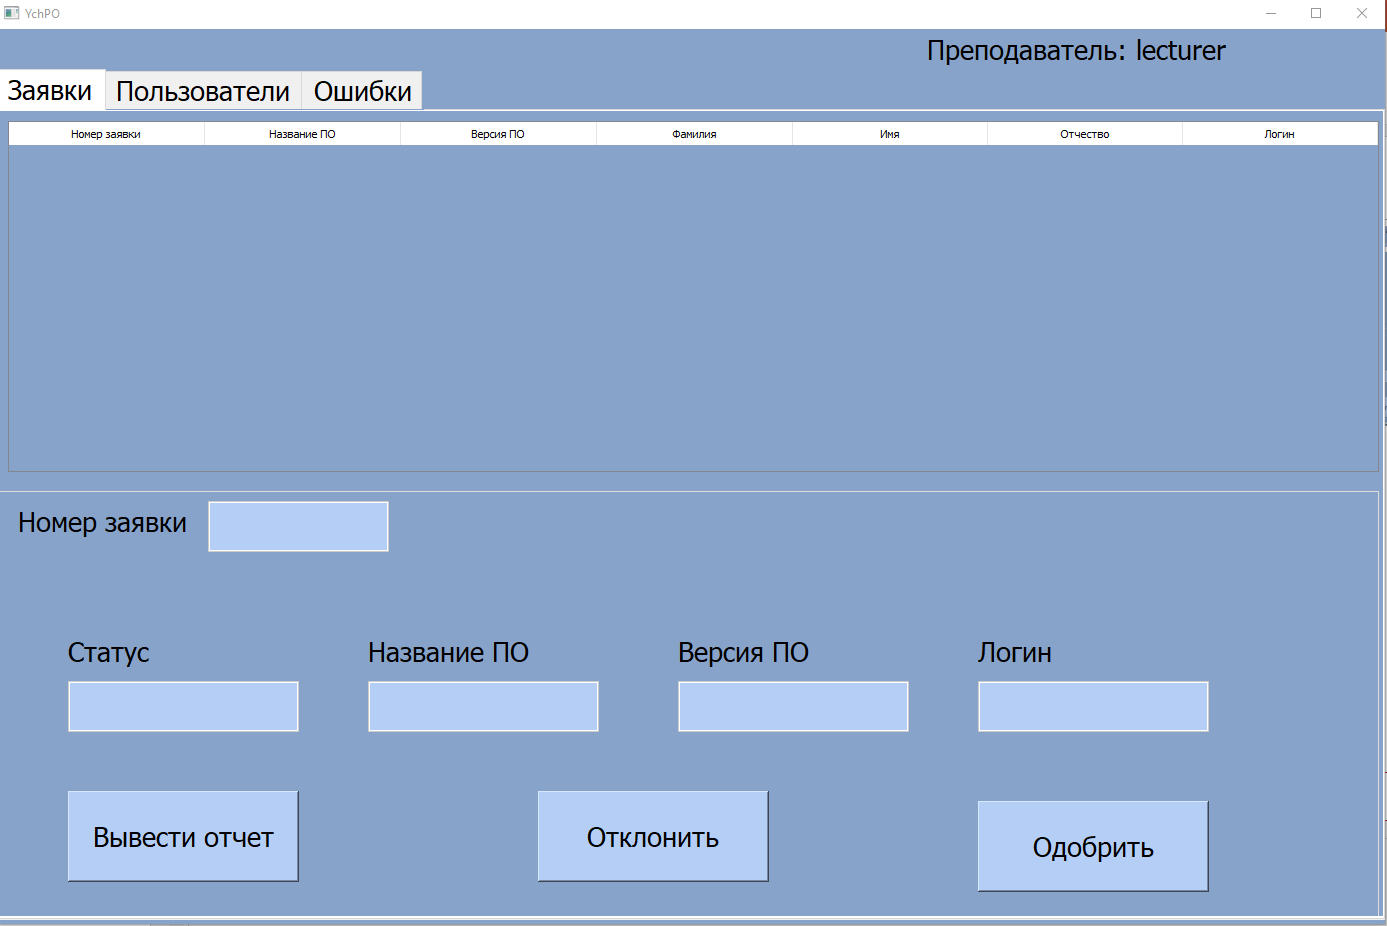 YchPO
Преподаватель: lecturer
Заявки Пользователи Ошибки
Номер заявки Название ПО Версия ПО Фамилия Имя Отчество Логин
Номер заявки
Статус Название ПО Версия ПО Логин
Вывести отчет Отклонить Одобрить